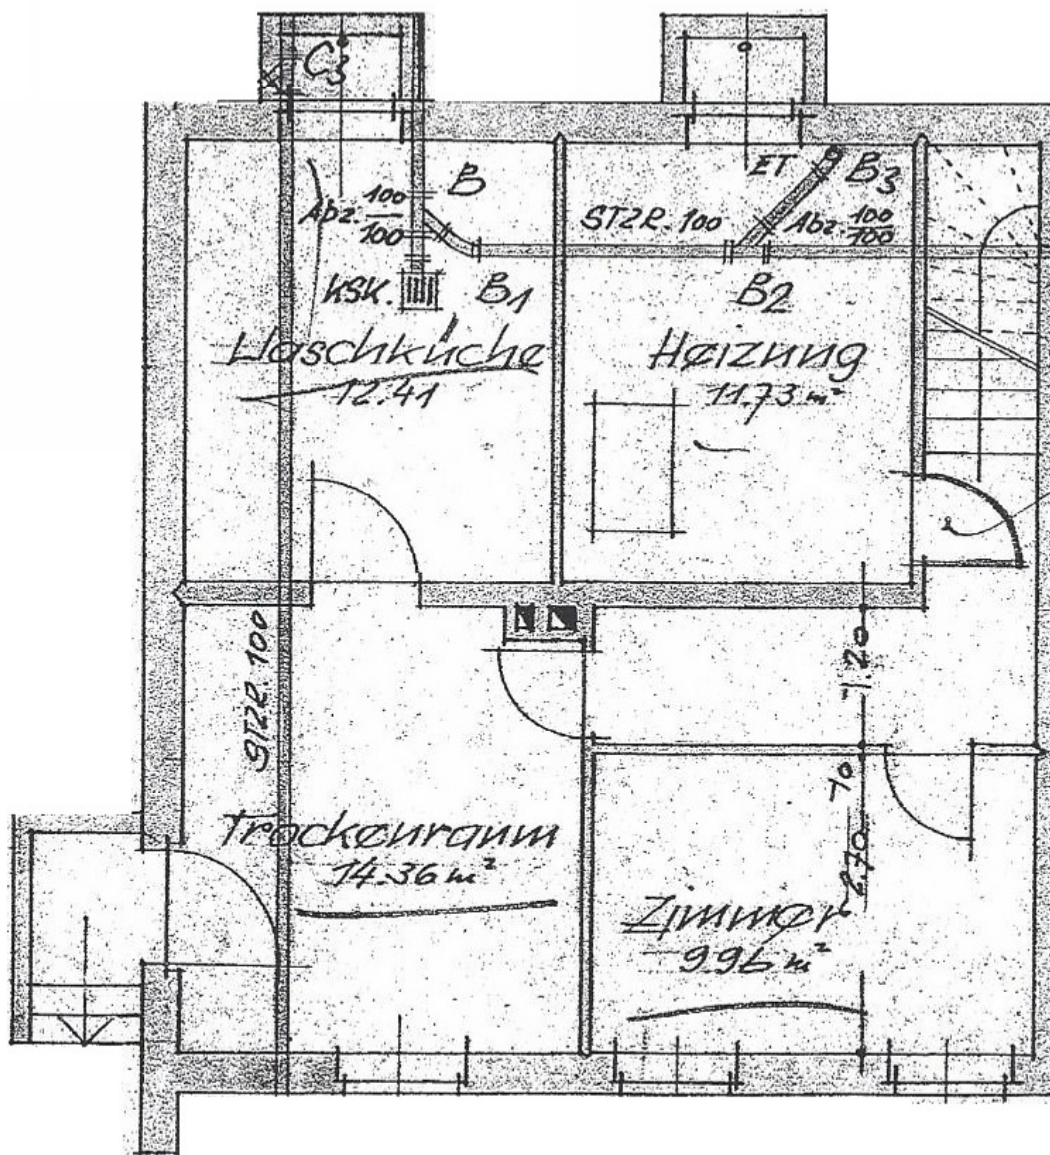 C3
B
Abz. 100/100
KSK.
B1
Waschküche
12.41
ET
B3
STZR. 100
Abz. 100/100
B2
Heizung
11.73 m²
STZR. 100
1.20
10
2.70
Trockenraum
14.36 m²
Zimmer
9.96 m²